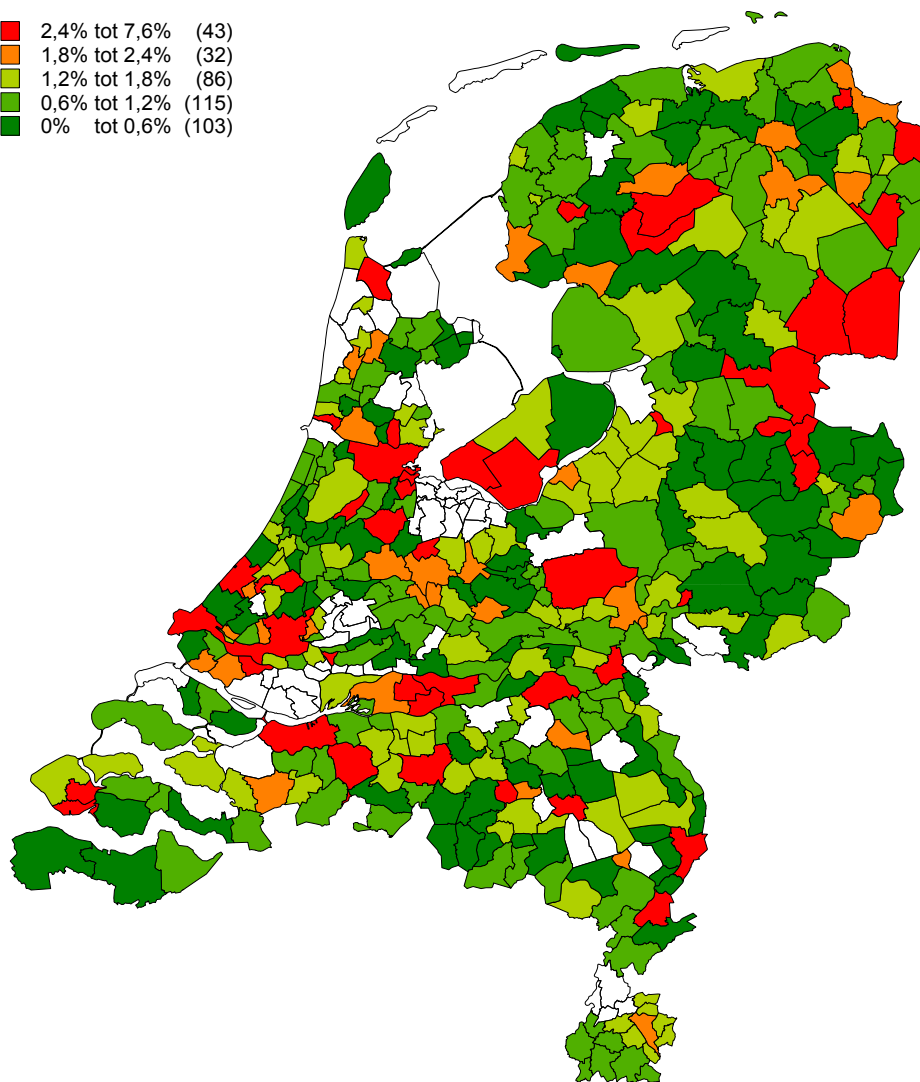 2,4% tot 7,6% (43)
1,8% tot 2,4% (32)
1,2% tot 1,8% (86)
0,6% tot 1,2% (115)
0% tot 0,6% (103)